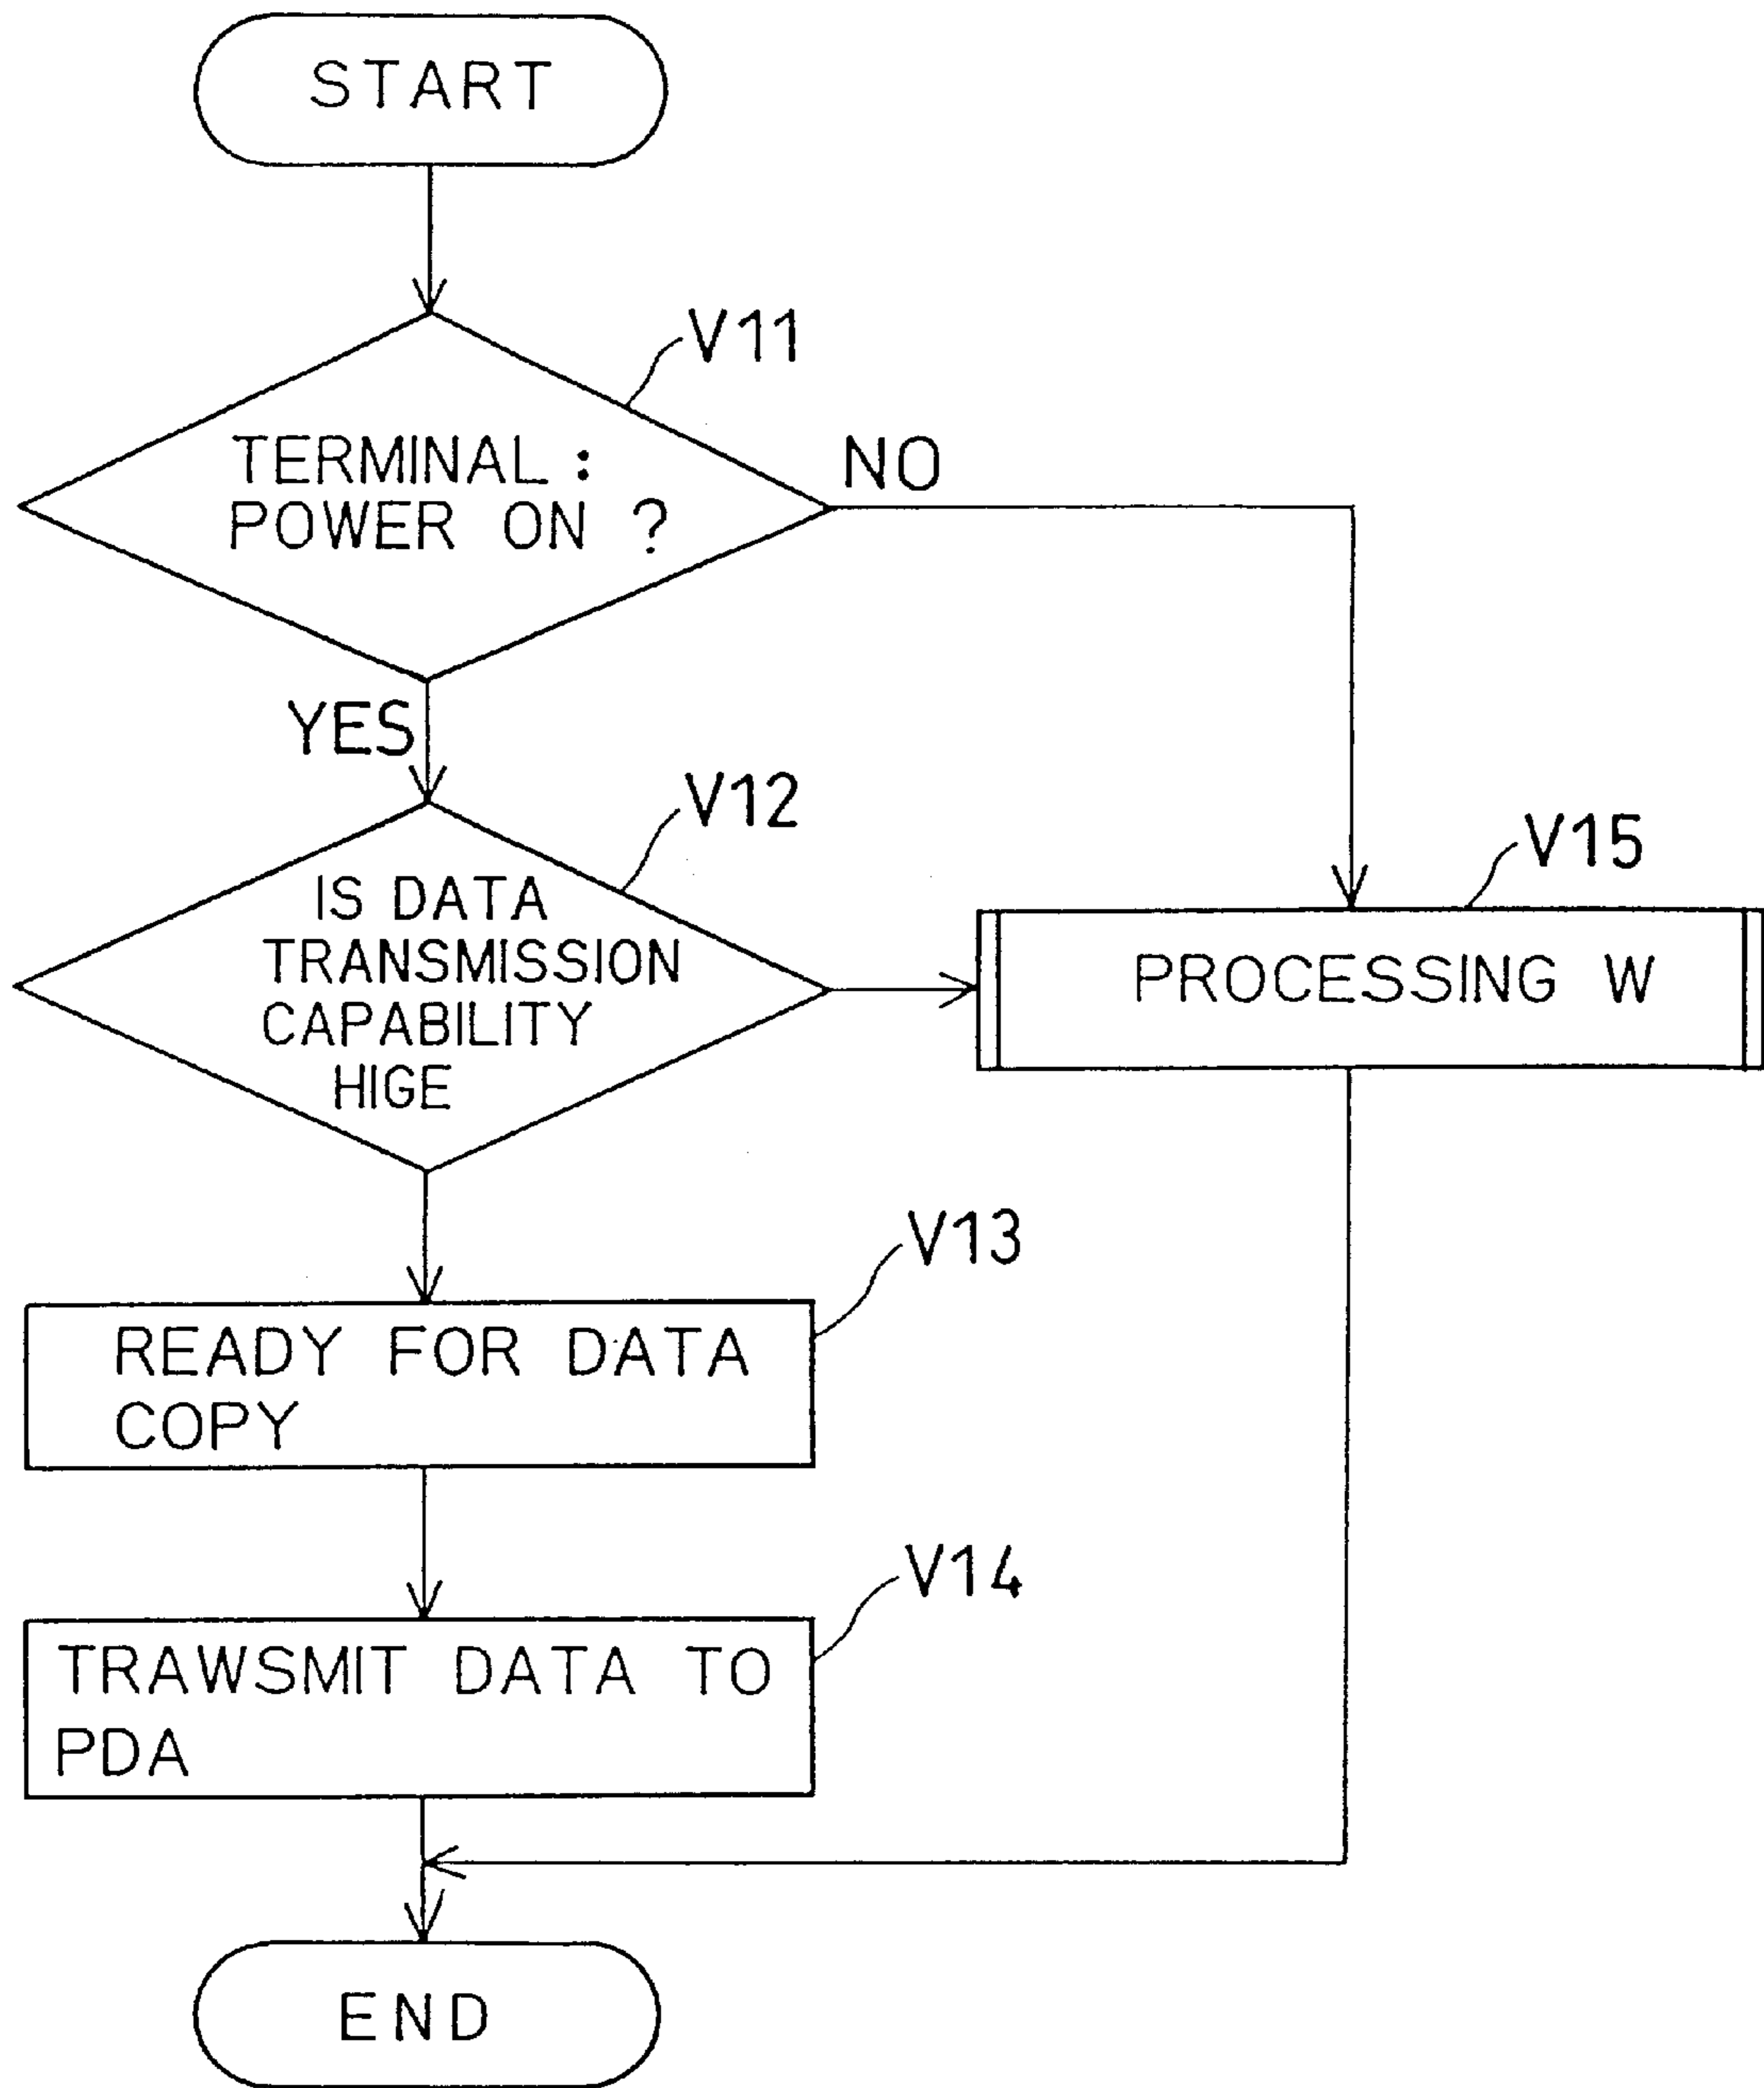 START
V11
TERMINAL :
POWER ON ?
NO
YES
V12
IS DATA
TRANSMISSION
CAPABILITY
HIGE
V15
PROCESSING W
V13
READY FOR DATA
COPY
V14
TRAWSMIT DATA TO
PDA
END